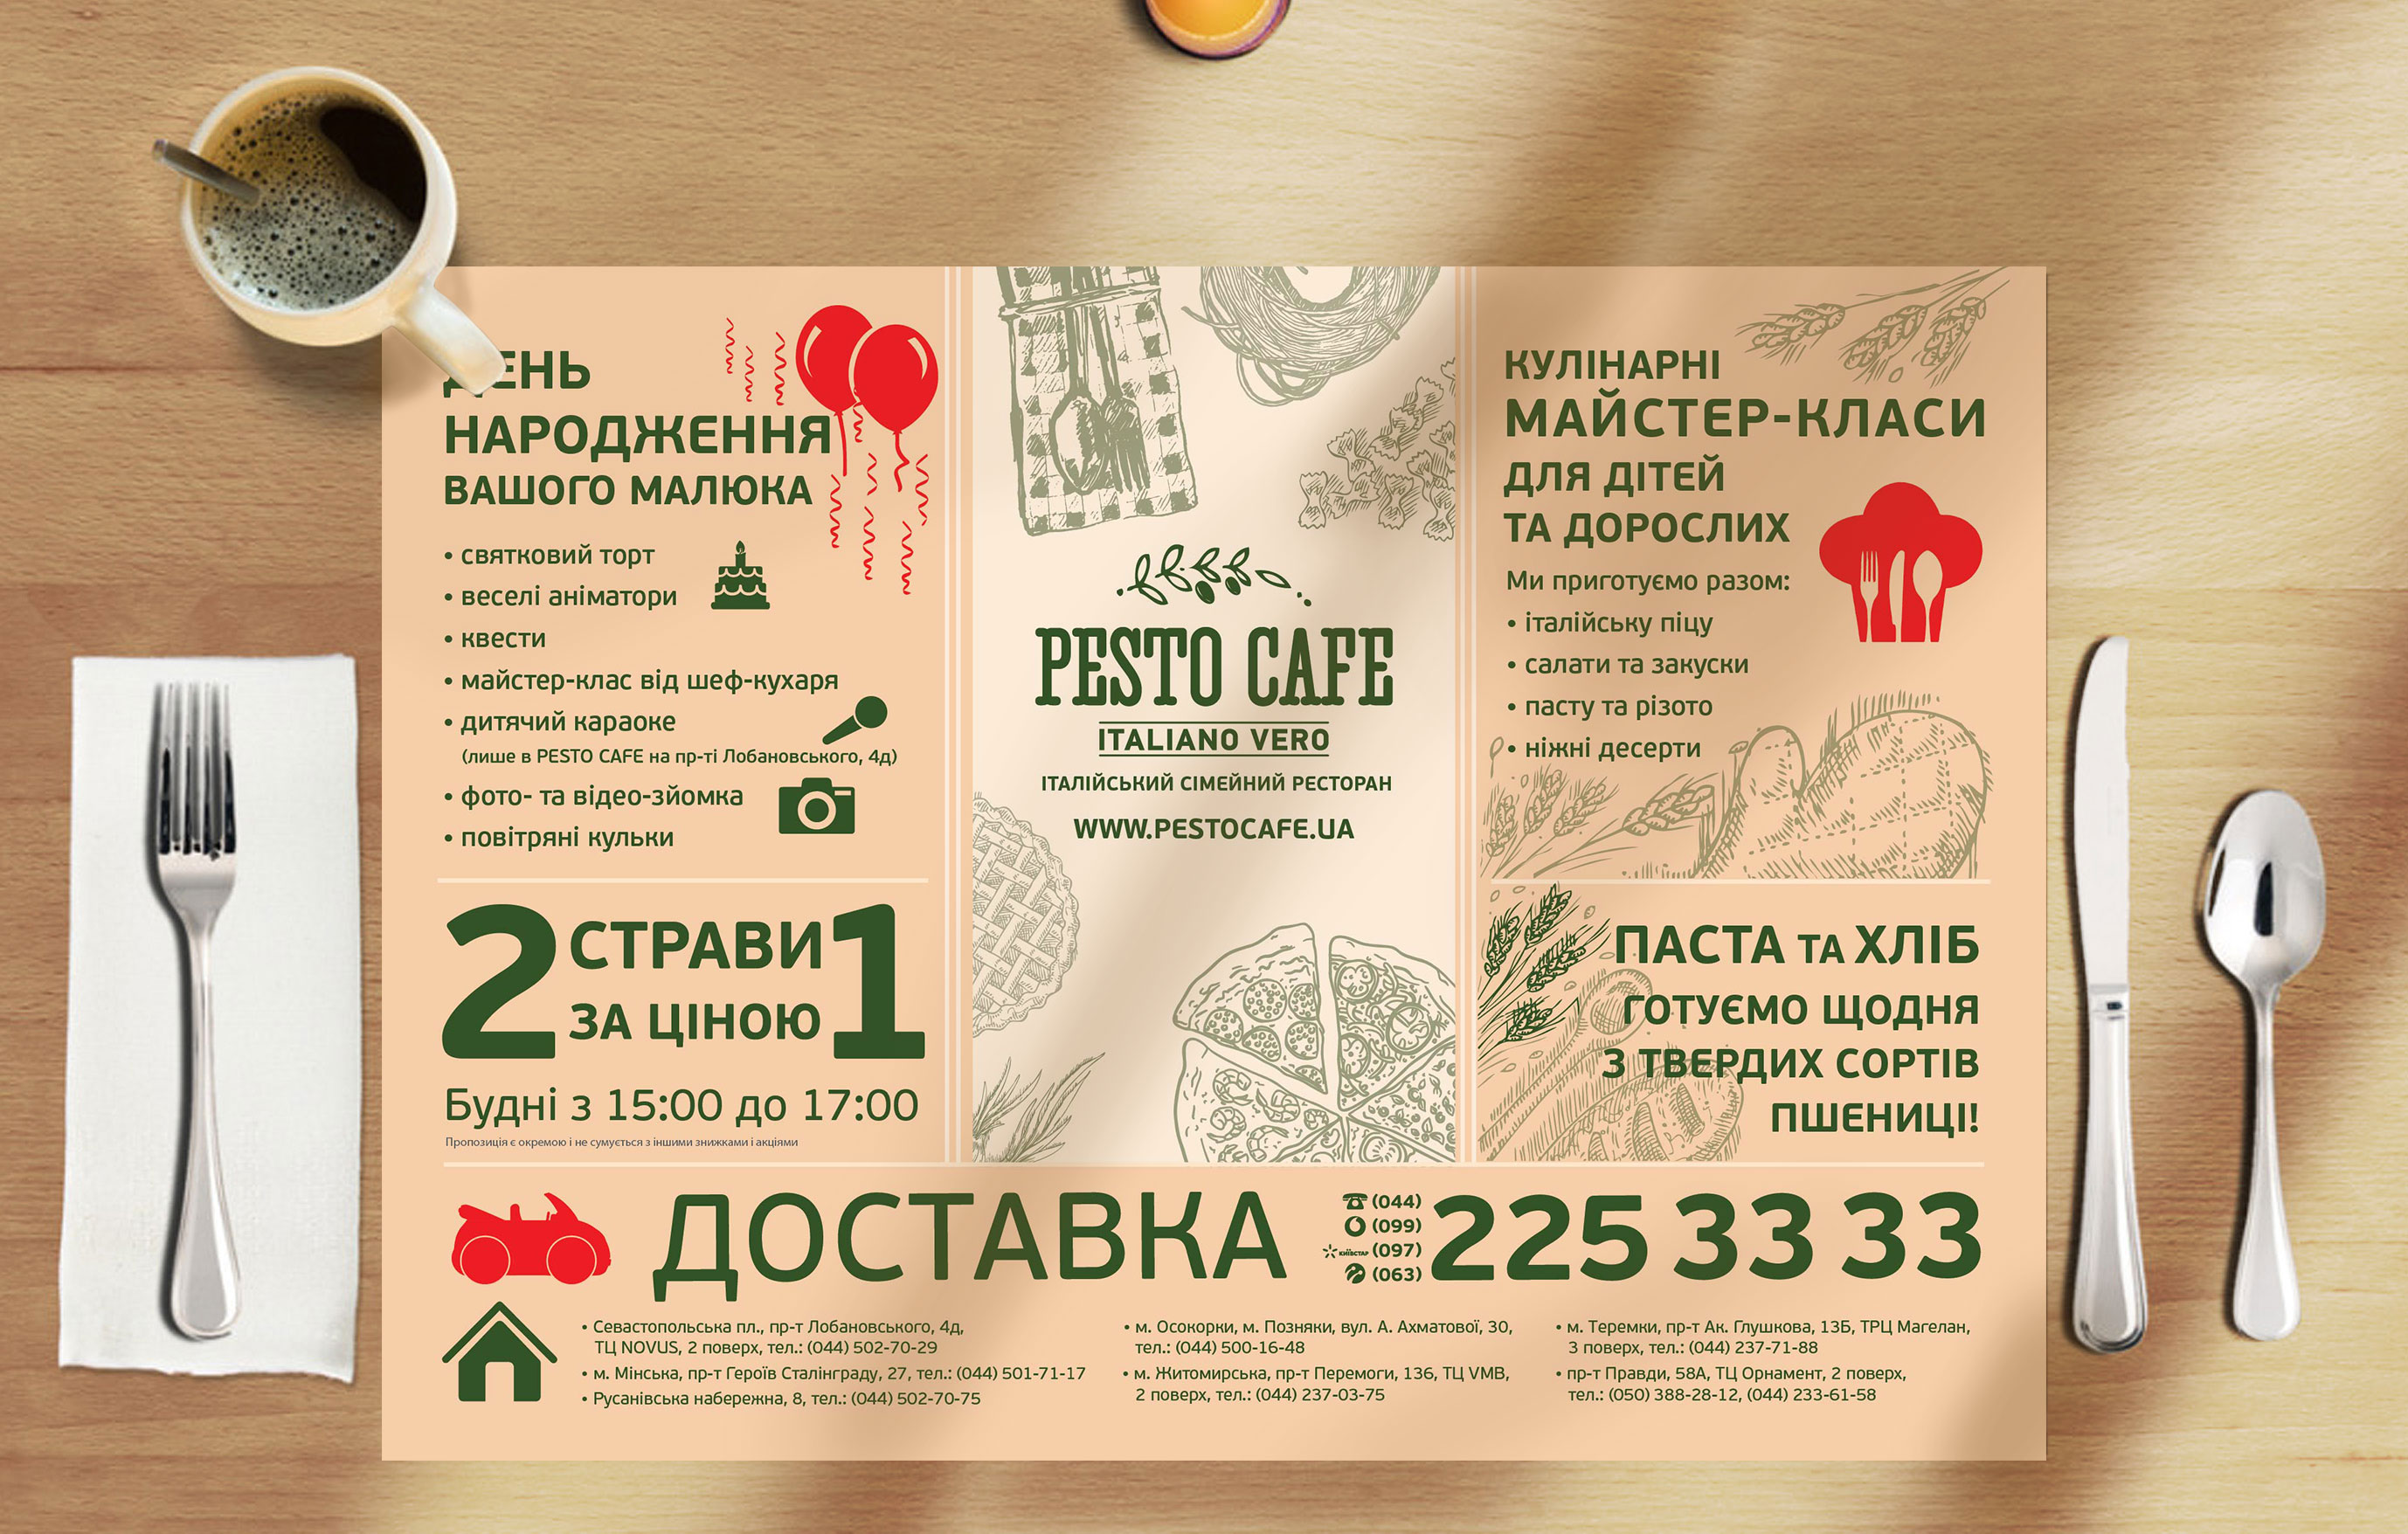 ДЕНЬ
НАРОДЖЕННЯ
ВАШОГО МАЛЮКА
• святковий торт
• веселі аніматори
• квести
• майстер-клас від шеф-кухаря
• дитячий караоке
(лише в PESTO CAFE на пр-ті Лобановського, 4д)
• фото- та відео-зйомка
• повітряні кульки
2 СТРАВИ
ЗА ЦІНОЮ 1
Будні з 15:00 до 17:00
Пропозиція є окремою і не сумується з іншими знижками і акціями
PESTO CAFE
ITALIANO VERO
ІТАЛІЙСЬКИЙ СІМЕЙНИЙ РЕСТОРАН
WWW.PESTOCAFE.UA
КУЛІНАРНІ
МАЙСТЕР-КЛАСИ
ДЛЯ ДІТЕЙ
ТА ДОРОСЛИХ
Ми приготуємо разом:
• італійську піцу
• салати та закуски
• пасту та різото
• ніжні десерти
ПАСТА ТА ХЛІБ
ГОТУЄМО ЩОДНЯ
З ТВЕРДИХ СОРТІВ
ПШЕНИЦІ!
ДОСТАВКА
(044)
(099)
КИЇВСТАР (097)
(063)
225 33 33
• Севастопольська пл., пр-т Лобановського, 4д,
ТЦ NOVUS, 2 поверх, тел.: (044) 502-70-29
• м. Мінська, пр-т Героїв Сталінграду, 27, тел.: (044) 501-71-17
• Русанівська набережна, 8, тел.: (044) 502-70-75
• м. Осокорки, м. Позняки, вул. А. Ахматової, 30,
тел.: (044) 500-16-48
• м. Житомирська, пр-т Перемоги, 136, ТЦ VMB,
2 поверх, тел.: (044) 237-03-75
• м. Теремки, пр-т Ак. Глушкова, 13Б, ТРЦ Магелан,
3 поверх, тел.: (044) 237-71-88
• пр-т Правди, 58А, ТЦ Орнамент, 2 поверх,
тел.: (050) 388-28-12, (044) 233-61-58